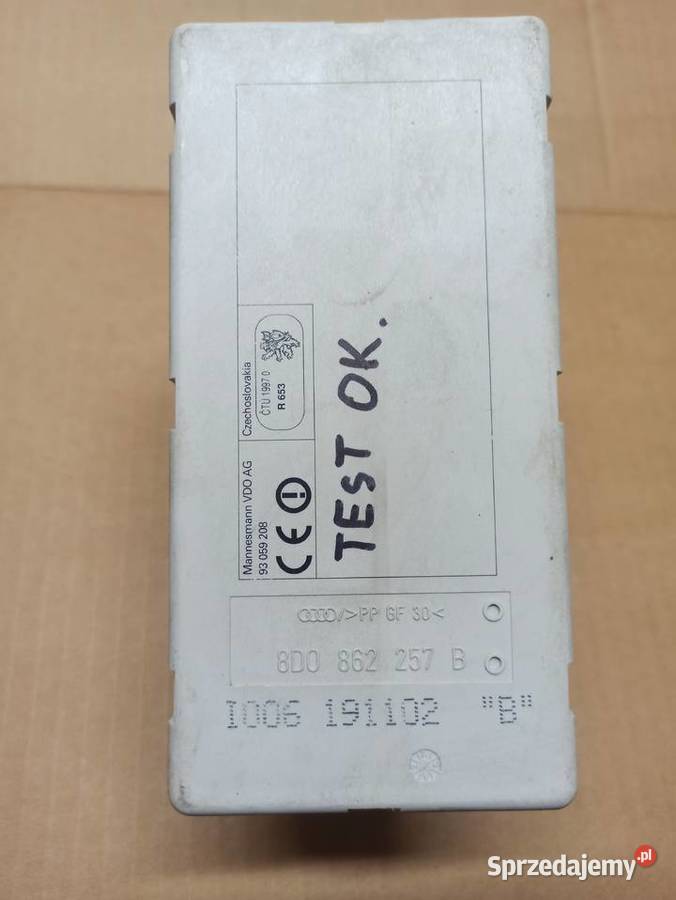 Mannesmann VDO AG
93 059 208
CE
Czechoslovakia
ČTÚ 1997 0
R 653
TEST OK.
/>PP GF 30<
8D0 862 257 B
I006 191102 "B"
Sprzedajemy.pl